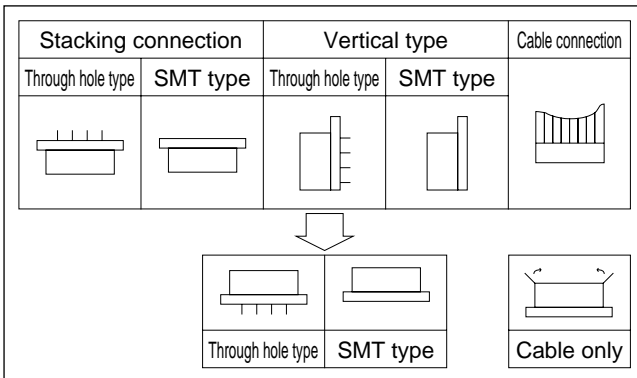 Stacking connection Vertical type Cable connection
Through hole type SMT type Through hole type SMT type
Through hole type SMT type Cable only